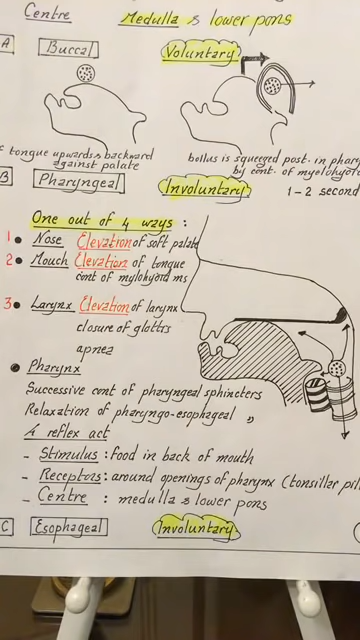 Centre Medulla & lower pons
A Buccal Voluntary
tongue upwards & backward
against palate
bollus is squeezed post. in phar
by cont. of mylohyoid
B Pharyngeal Involuntary 1-2 second
One out of 4 ways :
1 • Nose Elevation of soft palate
2 • Mouch Elevation of tongue
cont of mylohyoid ms
3 • Larynx Elevation of larynx
closure of glottis
apnea
• Pharynx
Successive cont of pharyngeal sphincters
Relaxation of pharyngo-esophageal ,,
A reflex act
- Stimulus : food in back of mouth
- Receptors : around openings of pharynx (tonsillar pil
- Centre : medulla & lower pons
C Esophageal Involuntary